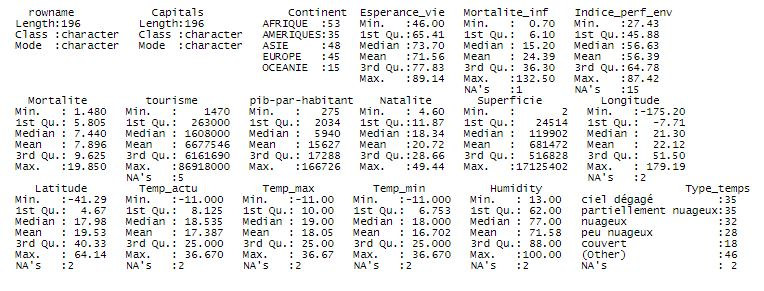 rowname Capitals Continent Esperance_vie Mortalite_inf Indice_perf_env
Length:196 Length:196 AFRIQUE :53 Min. :46.00 Min. : 0.70 Min. :27.43
Class :character Class :character AMERIQUES:35 1st Qu.:65.41 1st Qu.: 6.10 1st Qu.:45.88
Mode :character Mode :character ASIE :48 Median :73.70 Median : 15.20 Median :56.63
EUROPE :45 Mean :71.56 Mean : 24.39 Mean :56.39
OCEANIE :15 3rd Qu.:77.83 3rd Qu.: 36.30 3rd Qu.:64.78
Max. :89.14 Max. :132.50 Max. :87.42
NA's :1 NA's :15
Mortalite tourisme pib-par-habitant Natalite Superficie Longitude
Min. : 1.480 Min. : 1470 Min. : 275 Min. : 4.60 Min. : 2 Min. :-175.20
1st Qu.: 5.805 1st Qu.: 263000 1st Qu.: 2034 1st Qu.:11.87 1st Qu.: 24514 1st Qu.: -7.71
Median : 7.440 Median : 1608000 Median : 5940 Median :18.34 Median : 119902 Median : 21.30
Mean : 7.896 Mean : 6677546 Mean : 15627 Mean :20.72 Mean : 681472 Mean : 22.12
3rd Qu.: 9.625 3rd Qu.: 6161690 3rd Qu.: 17288 3rd Qu.:28.66 3rd Qu.: 516828 3rd Qu.: 51.50
Max. :19.850 Max. :86918000 Max. :166726 Max. :49.44 Max. :17125402 Max. : 179.19
NA's :5 NA's :2
Latitude Temp_actu Temp_max Temp_min Humidity Type_temps
Min. :-41.29 Min. :-11.000 Min. :-11.00 Min. :-11.000 Min. : 13.00 ciel dégagé :35
1st Qu.: 4.67 1st Qu.: 8.125 1st Qu.: 10.00 1st Qu.: 6.753 1st Qu.: 62.00 partiellement nuageux:35
Median : 17.98 Median : 18.535 Median : 19.00 Median : 18.000 Median : 77.00 nuageux :32
Mean : 19.53 Mean : 17.387 Mean : 18.05 Mean : 16.702 Mean : 71.58 peu nuageux :28
3rd Qu.: 40.33 3rd Qu.: 25.000 3rd Qu.: 25.00 3rd Qu.: 25.000 3rd Qu.: 88.00 couvert :18
Max. : 64.14 Max. : 36.670 Max. : 36.67 Max. : 36.670 Max. :100.00 (Other) :46
NA's :2 NA's :2 NA's :2 NA's :2 NA's :2 NA's : 2